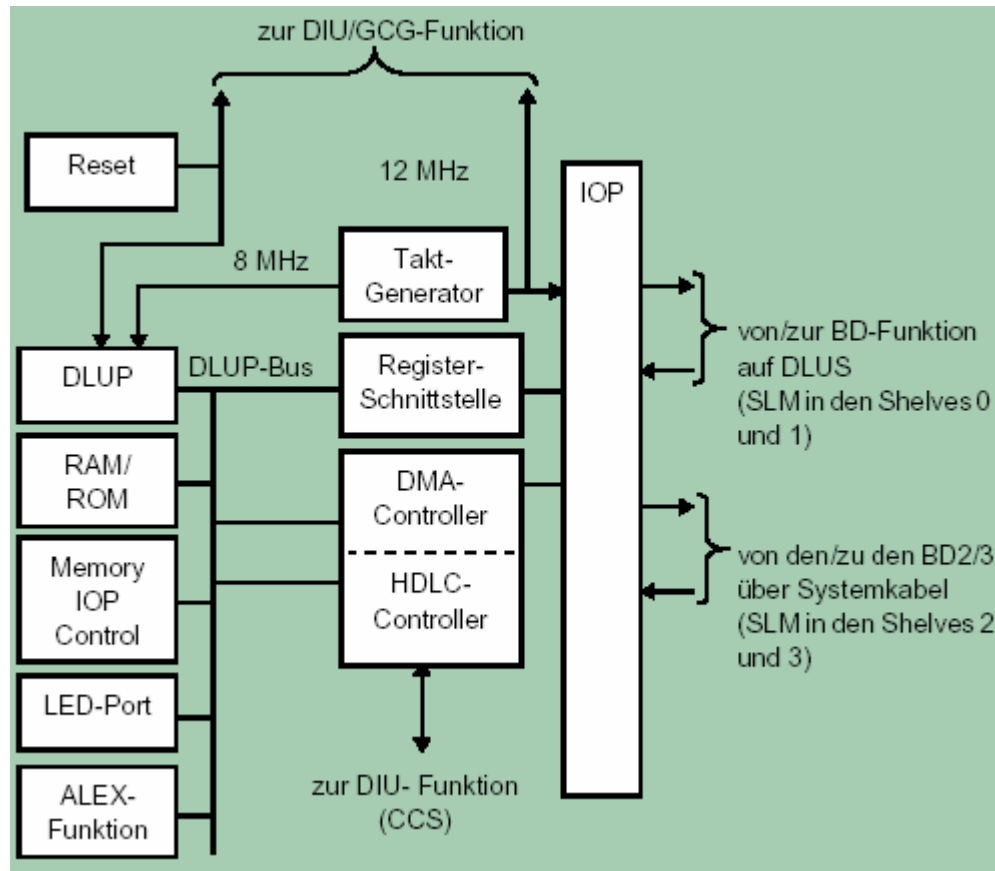 zur DIU/GCG-Funktion
Reset
12 MHz
IOP
8 MHz
Takt-
Generator
von/zur BD-Funktion
auf DLUS
(SLM in den Shelves 0
und 1)
DLUP
DLUP-Bus
Register-
Schnittstelle
RAM/
ROM
DMA-
Controller
HDLC-
Controller
von den/zu den BD2/3
über Systemkabel
(SLM in den Shelves 2
und 3)
Memory
IOP
Control
LED-Port
ALEX-
Funktion
zur DIU- Funktion
(CCS)